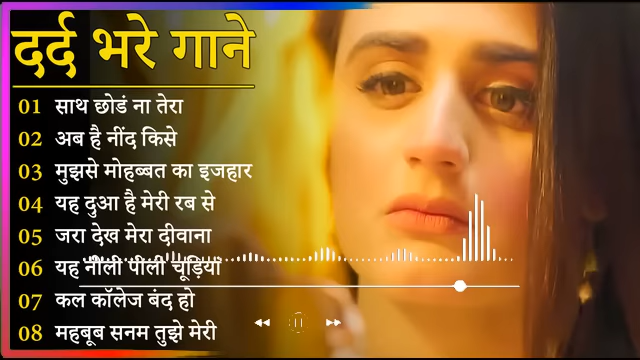 दर्द भरे गाने
01 साथ छोडं ना तेरा
02 अब है नींद किसे
03 मुझसे मोहब्बत का इजहार
04 यह दुआ है मेरी रब से
05 जरा देख मेरा दीवाना
06 यह नीली पीली चूड़ियां
07 कल कॉलेज बंद हो
08 महबूब सनम तुझे मेरी